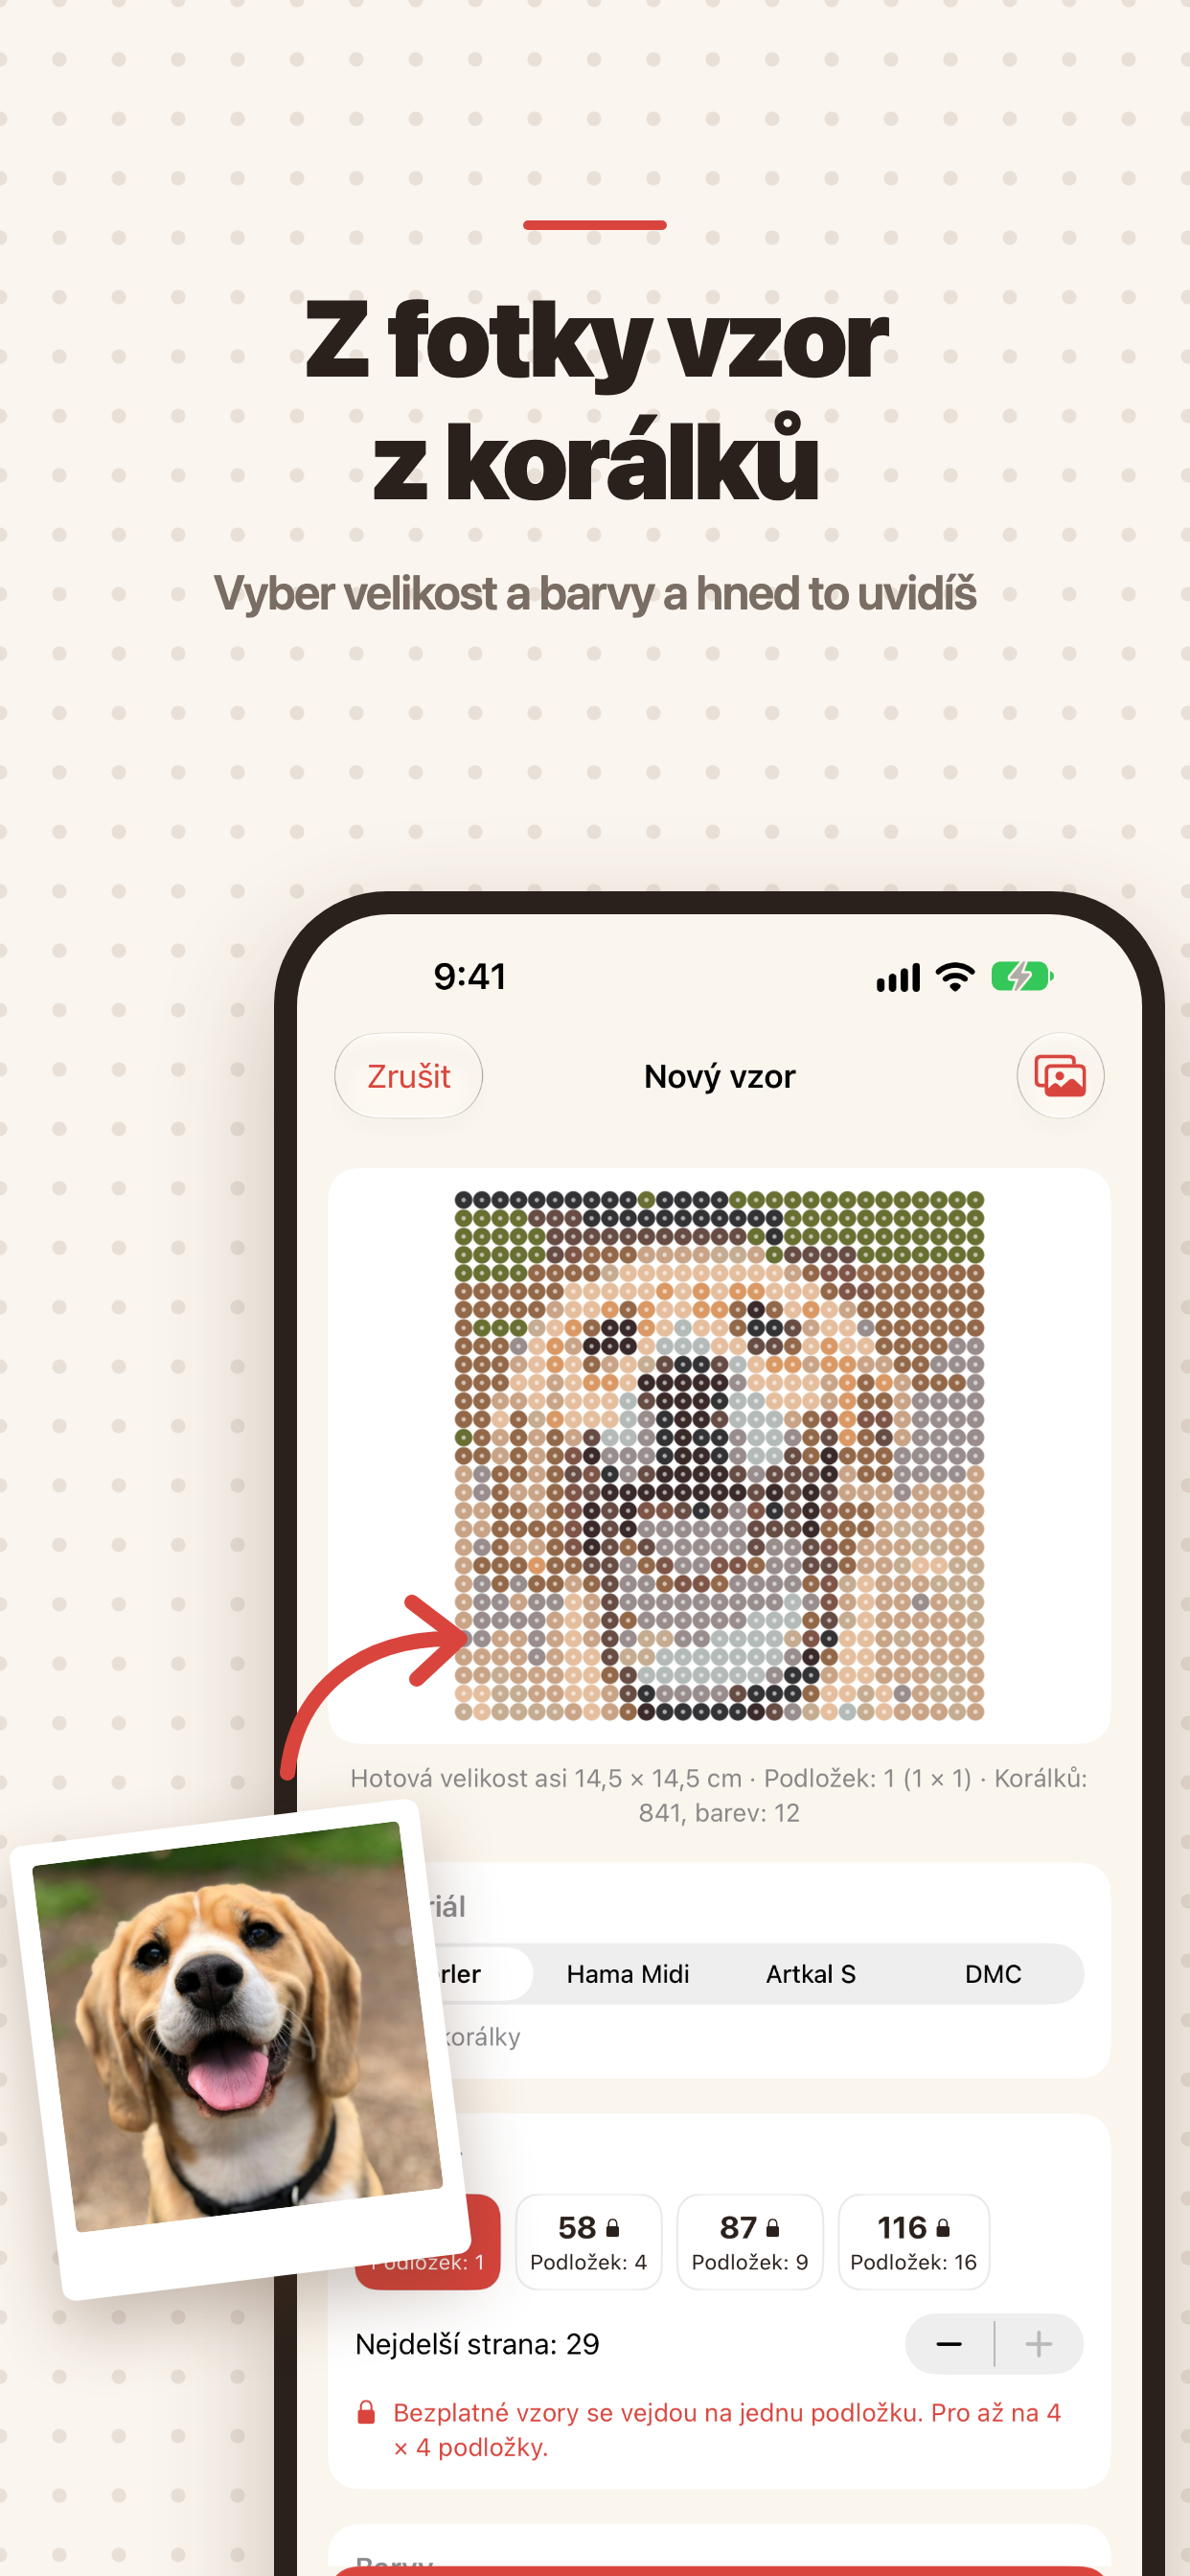 Z fotky vzor
z korálků
Vyber velikost a barvy a hned to uvidíš
9:41
Zrušit
Nový vzor
Hotová velikost asi 14,5 × 14,5 cm · Podložek: 1 (1 × 1) · Korálků:
841, barev: 12
riál
rler
Hama Midi
Artkal S
DMC
korálky
58
87
116
Podložek: 1
Podložek: 4
Podložek: 9
Podložek: 16
Nejdelší strana: 29
Bezplatné vzory se vejdou na jednu podložku. Pro až na 4
× 4 podložky.
Barvy